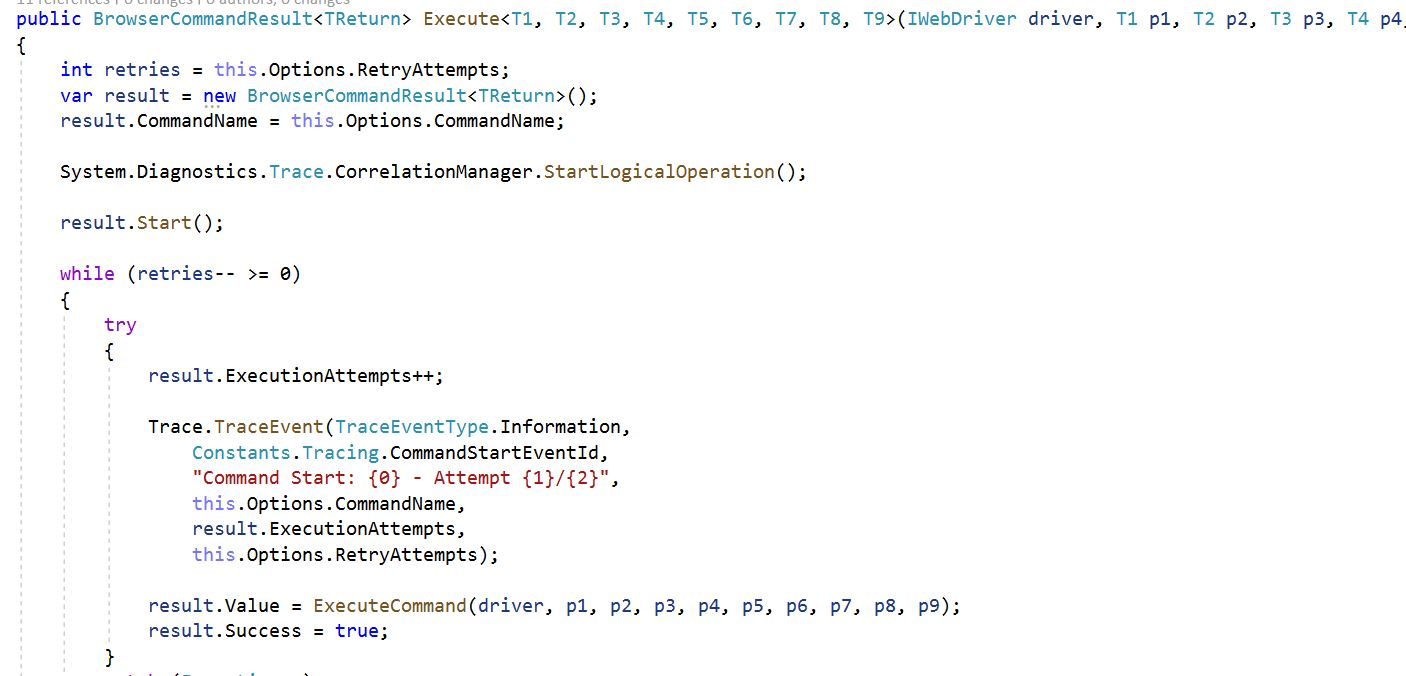 11 references | 0 changes | 0 authors, 0 changes
public BrowserCommandResult<TReturn> Execute<T1, T2, T3, T4, T5, T6, T7, T8, T9>(IWebDriver driver, T1 p1, T2 p2, T3 p3, T4 p4,
{
int retries = this.Options.RetryAttempts;
var result = new BrowserCommandResult<TReturn>();
result.CommandName = this.Options.CommandName;
System.Diagnostics.Trace.CorrelationManager.StartLogicalOperation();
result.Start();
while (retries-- >= 0)
{
try
{
result.ExecutionAttempts++;
Trace.TraceEvent(TraceEventType.Information,
Constants.Tracing.CommandStartEventId,
"Command Start: {0} - Attempt {1}/{2}",
this.Options.CommandName,
result.ExecutionAttempts,
this.Options.RetryAttempts);
result.Value = ExecuteCommand(driver, p1, p2, p3, p4, p5, p6, p7, p8, p9);
result.Success = true;
}